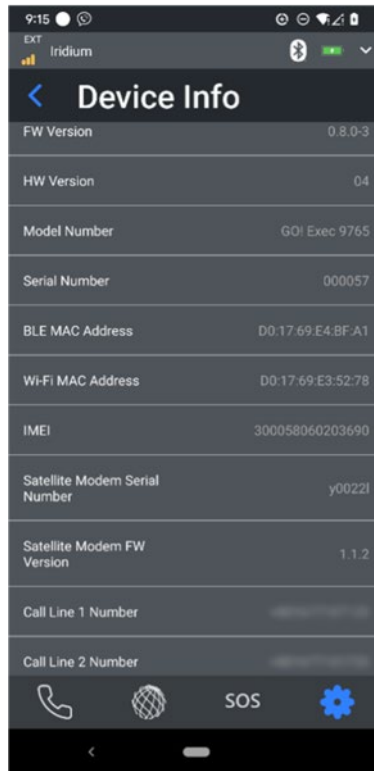 9:15
EXT
Iridium
Device Info
FW Version 0.8.0-3
HW Version 04
Model Number GO! Exec 9765
Serial Number 000057
BLE MAC Address D0:17:69:E4:BF:A1
Wi-Fi MAC Address D0:17:69:E3:52:78
IMEI 300058060203690
Satellite Modem Serial
Number y0022l
Satellite Modem FW
Version 1.1.2
Call Line 1 Number
Call Line 2 Number
SOS